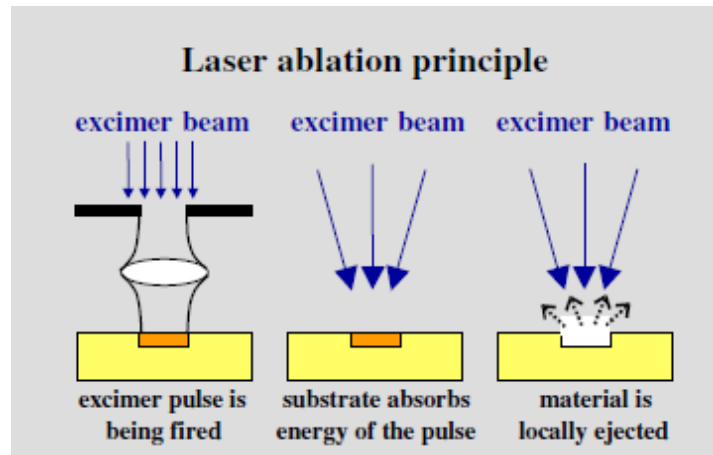 Laser ablation principle
excimer beam
excimer beam
excimer beam
excimer pulse is
being fired
substrate absorbs
energy of the pulse
material is
locally ejected